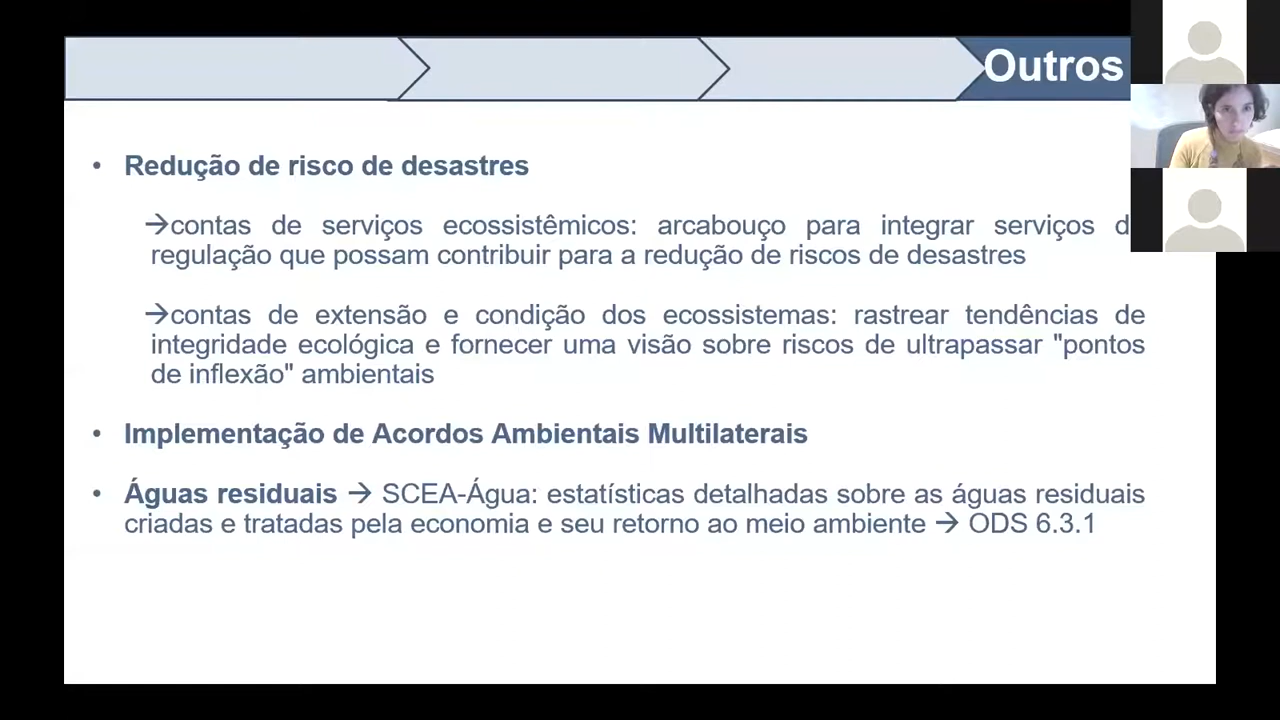 Outros
• Redução de risco de desastres
→contas de serviços ecossistêmicos: arcabouço para integrar serviços
regulação que possam contribuir para a redução de riscos de desastres
→contas de extensão e condição dos ecossistemas: rastrear tendências de
integridade ecológica e fornecer uma visão sobre riscos de ultrapassar "pontos
de inflexão" ambientais
• Implementação de Acordos Ambientais Multilaterais
• Águas residuais → SCEA-Água: estatísticas detalhadas sobre as águas residuais
criadas e tratadas pela economia e seu retorno ao meio ambiente → ODS 6.3.1